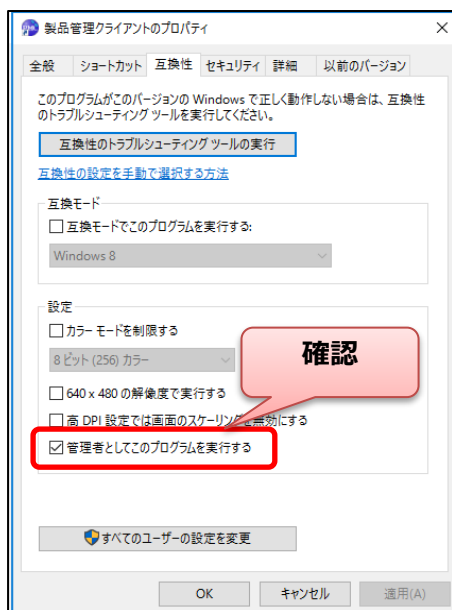 製品管理クライアントのプロパティ
全般 ショートカット 互換性 セキュリティ 詳細 以前のバージョン
このプログラムがこのバージョンの Windows で正しく動作しない場合は、互換性
のトラブルシューティング ツールを実行してください。
互換性のトラブルシューティング ツールの実行
互換性の設定を手動で選択する方法
互換モード
互換モードでこのプログラムを実行する:
Windows 8
設定
カラー モードを制限する
8 ビット (256) カラー
確認
640 x 480 の解像度で実行する
高 DPI 設定では画面のスケーリングを無効にする
管理者としてこのプログラムを実行する
すべてのユーザーの設定を変更
OK キャンセル 適用(A)